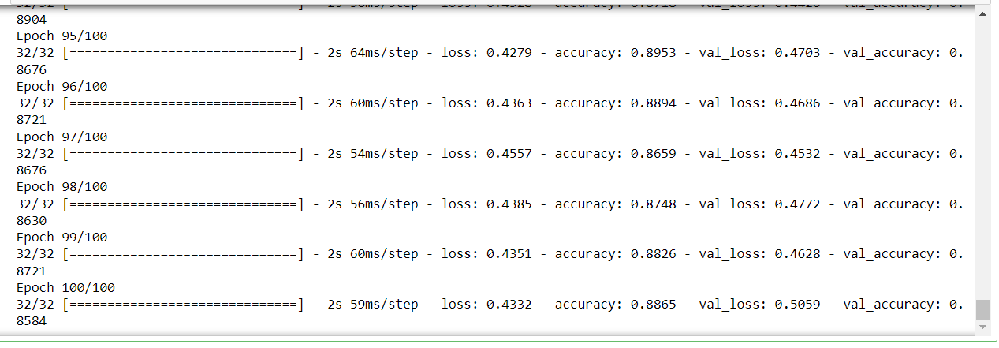 8904
Epoch 95/100
32/32 [==============================] - 2s 64ms/step - loss: 0.4279 - accuracy: 0.8953 - val_loss: 0.4703 - val_accuracy: 0.
8676
Epoch 96/100
32/32 [==============================] - 2s 60ms/step - loss: 0.4363 - accuracy: 0.8894 - val_loss: 0.4686 - val_accuracy: 0.
8721
Epoch 97/100
32/32 [==============================] - 2s 54ms/step - loss: 0.4557 - accuracy: 0.8659 - val_loss: 0.4532 - val_accuracy: 0.
8676
Epoch 98/100
32/32 [==============================] - 2s 56ms/step - loss: 0.4385 - accuracy: 0.8748 - val_loss: 0.4772 - val_accuracy: 0.
8630
Epoch 99/100
32/32 [==============================] - 2s 60ms/step - loss: 0.4351 - accuracy: 0.8826 - val_loss: 0.4628 - val_accuracy: 0.
8721
Epoch 100/100
32/32 [==============================] - 2s 59ms/step - loss: 0.4332 - accuracy: 0.8865 - val_loss: 0.5059 - val_accuracy: 0.
8584